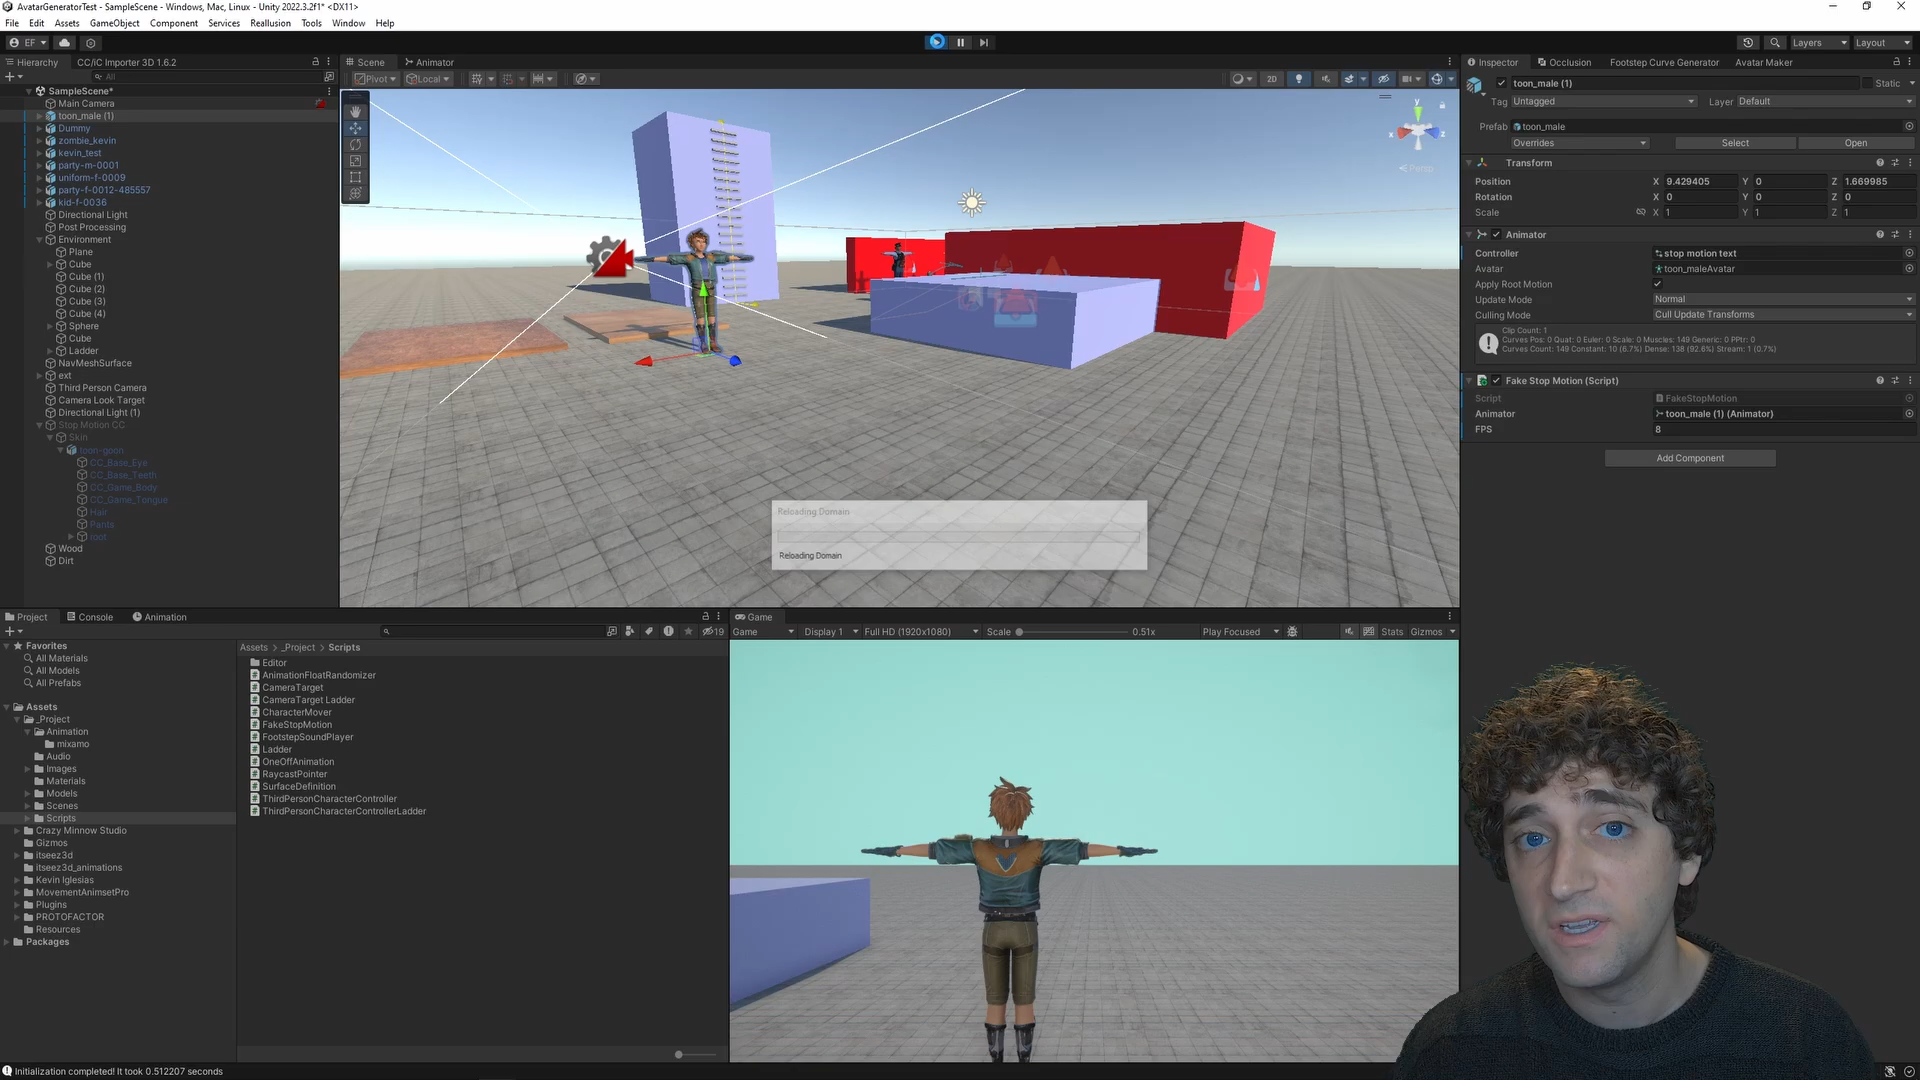 AvatarGeneratorTest - SampleScene - Windows, Mac, Linux - Unity 2022.3.2f1* <DX11>
File Edit Assets GameObject Component Services Reallusion Tools Window Help
EF
Layers Layout
Hierarchy CC/iC Importer 3D 1.6.2
All
SampleScene*
Main Camera
toon_male (1)
Dummy
zombie_kevin
kevin_test
party-m-0001
uniform-f-0009
party-f-0012-485557
kid-f-0036
Directional Light
Post Processing
Environment
Plane
Cube
Cube (1)
Cube (2)
Cube (3)
Cube (4)
Sphere
Cube
Ladder
NavMeshSurface
ext
Third Person Camera
Camera Look Target
Directional Light (1)
Stop Motion CC
Skin
toon-goon
CC_Base_Eye
CC_Base_Teeth
CC_Game_Body
CC_Game_Tongue
Hair
Pants
root
Wood
Dirt
Scene Animator
Pivot Local
2D
y
x
z
Persp
Reloading Domain
Reloading Domain
Inspector Occlusion Footstep Curve Generator Avatar Maker
toon_male (1) Static
Tag Untagged Layer Default
Prefab toon_male
Overrides Select Open
Transform
Position X 9.429405 Y 0 Z 1.669985
Rotation X 0 Y 0 Z 0
Scale X 1 Y 1 Z 1
Animator
Controller stop motion text
Avatar toon_maleAvatar
Apply Root Motion
Update Mode Normal
Culling Mode Cull Update Transforms
Clip Count: 1
Curves Pos: 0 Quat: 0 Euler: 0 Scale: 0 Muscles: 149 Generic: 0 PPtr: 0
Curves Count: 149 Constant: 10 (6.7%) Dense: 138 (92.6%) Stream: 1 (0.7%)
Fake Stop Motion (Script)
Script FakeStopMotion
Animator toon_male (1) (Animator)
FPS 8
Add Component
Project Console Animation
19
Favorites
All Materials
All Models
All Prefabs
Assets
_Project
Animation
mixamo
Audio
Images
Materials
Models
Scenes
Scripts
Crazy Minnow Studio
Gizmos
itseez3d
itseez3d_animations
Kevin Iglesias
MovementAnimsetPro
Plugins
PROTOFACTOR
Resources
Packages
Assets > _Project > Scripts
Editor
AnimationFloatRandomizer
CameraTarget
CameraTarget Ladder
CharacterMover
FakeStopMotion
FootstepSoundPlayer
Ladder
OneOffAnimation
RaycastPointer
SurfaceDefinition
ThirdPersonCharacterController
ThirdPersonCharacterControllerLadder
Game
Game Display 1 Full HD (1920x1080) Scale 0.51x Play Focused Stats Gizmos
Initialization completed! It took 0.512207 seconds